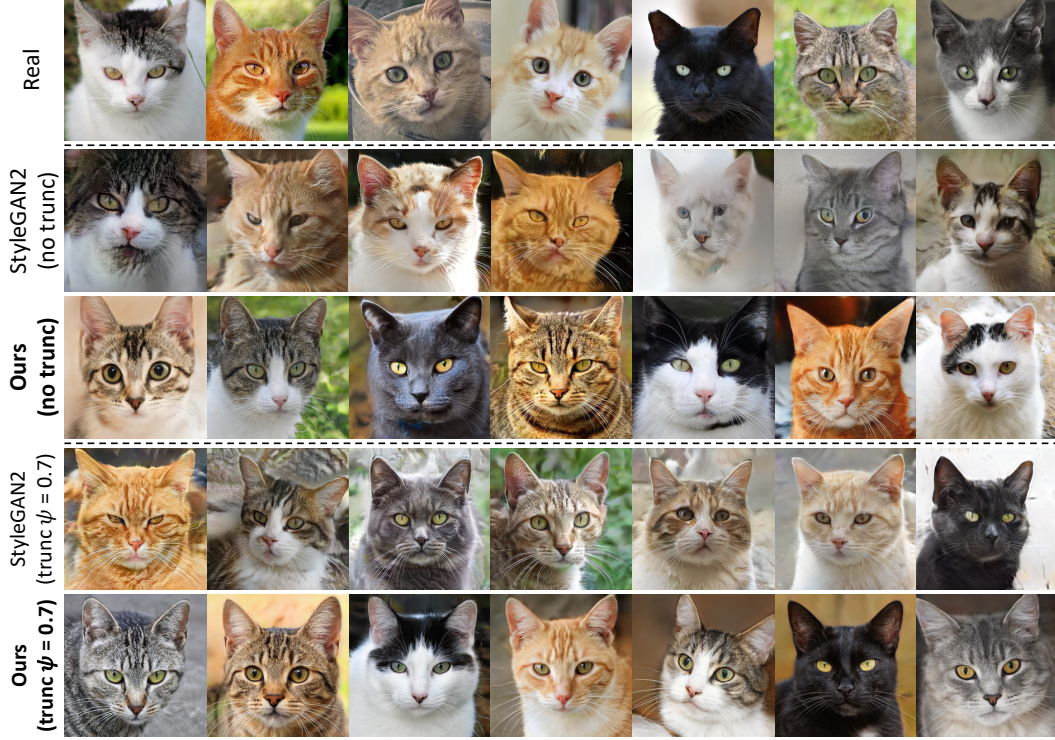 Real
StyleGAN2
(no trunc)
Ours
(no trunc)
StyleGAN2
(trunc ψ = 0.7)
Ours
(trunc ψ = 0.7)